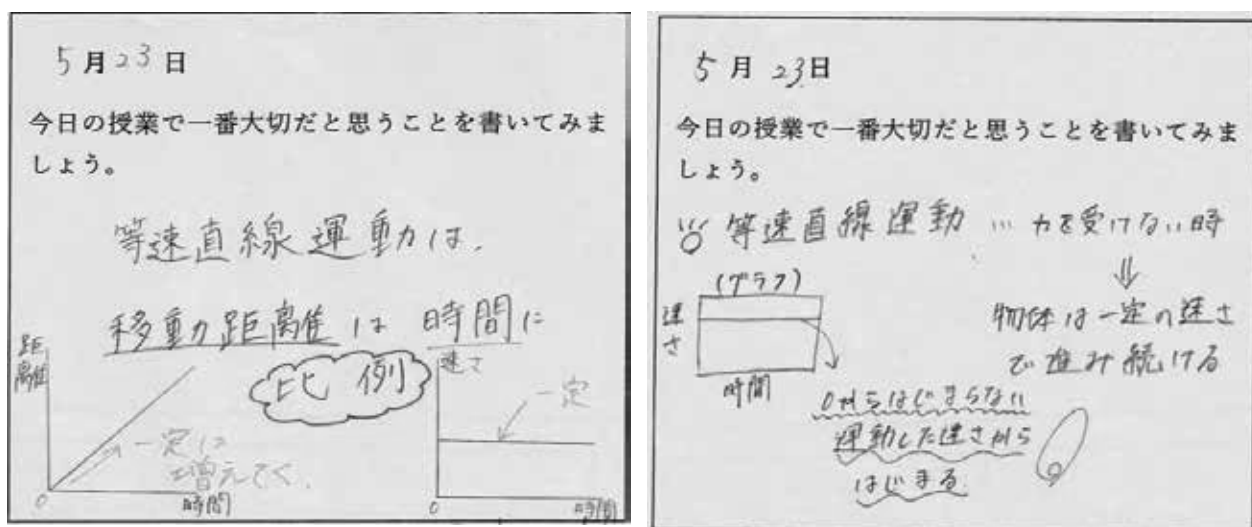 5月23日
今日の授業で一番大切だと思うことを書いてみま
しょう。
等速直線運動は、
移動距離は時間に
比例
距離
一定に
増えてく、
0
時間
速さ
一定
0
時間
5月23日
今日の授業で一番大切だと思うことを書いてみま
しょう。
等速直線運動…力を受けない時
⇓
物体は一定の速さ
で進み続ける
(グラフ)
速さ
時間
0からはじまらない
運動した速さから
はじまる